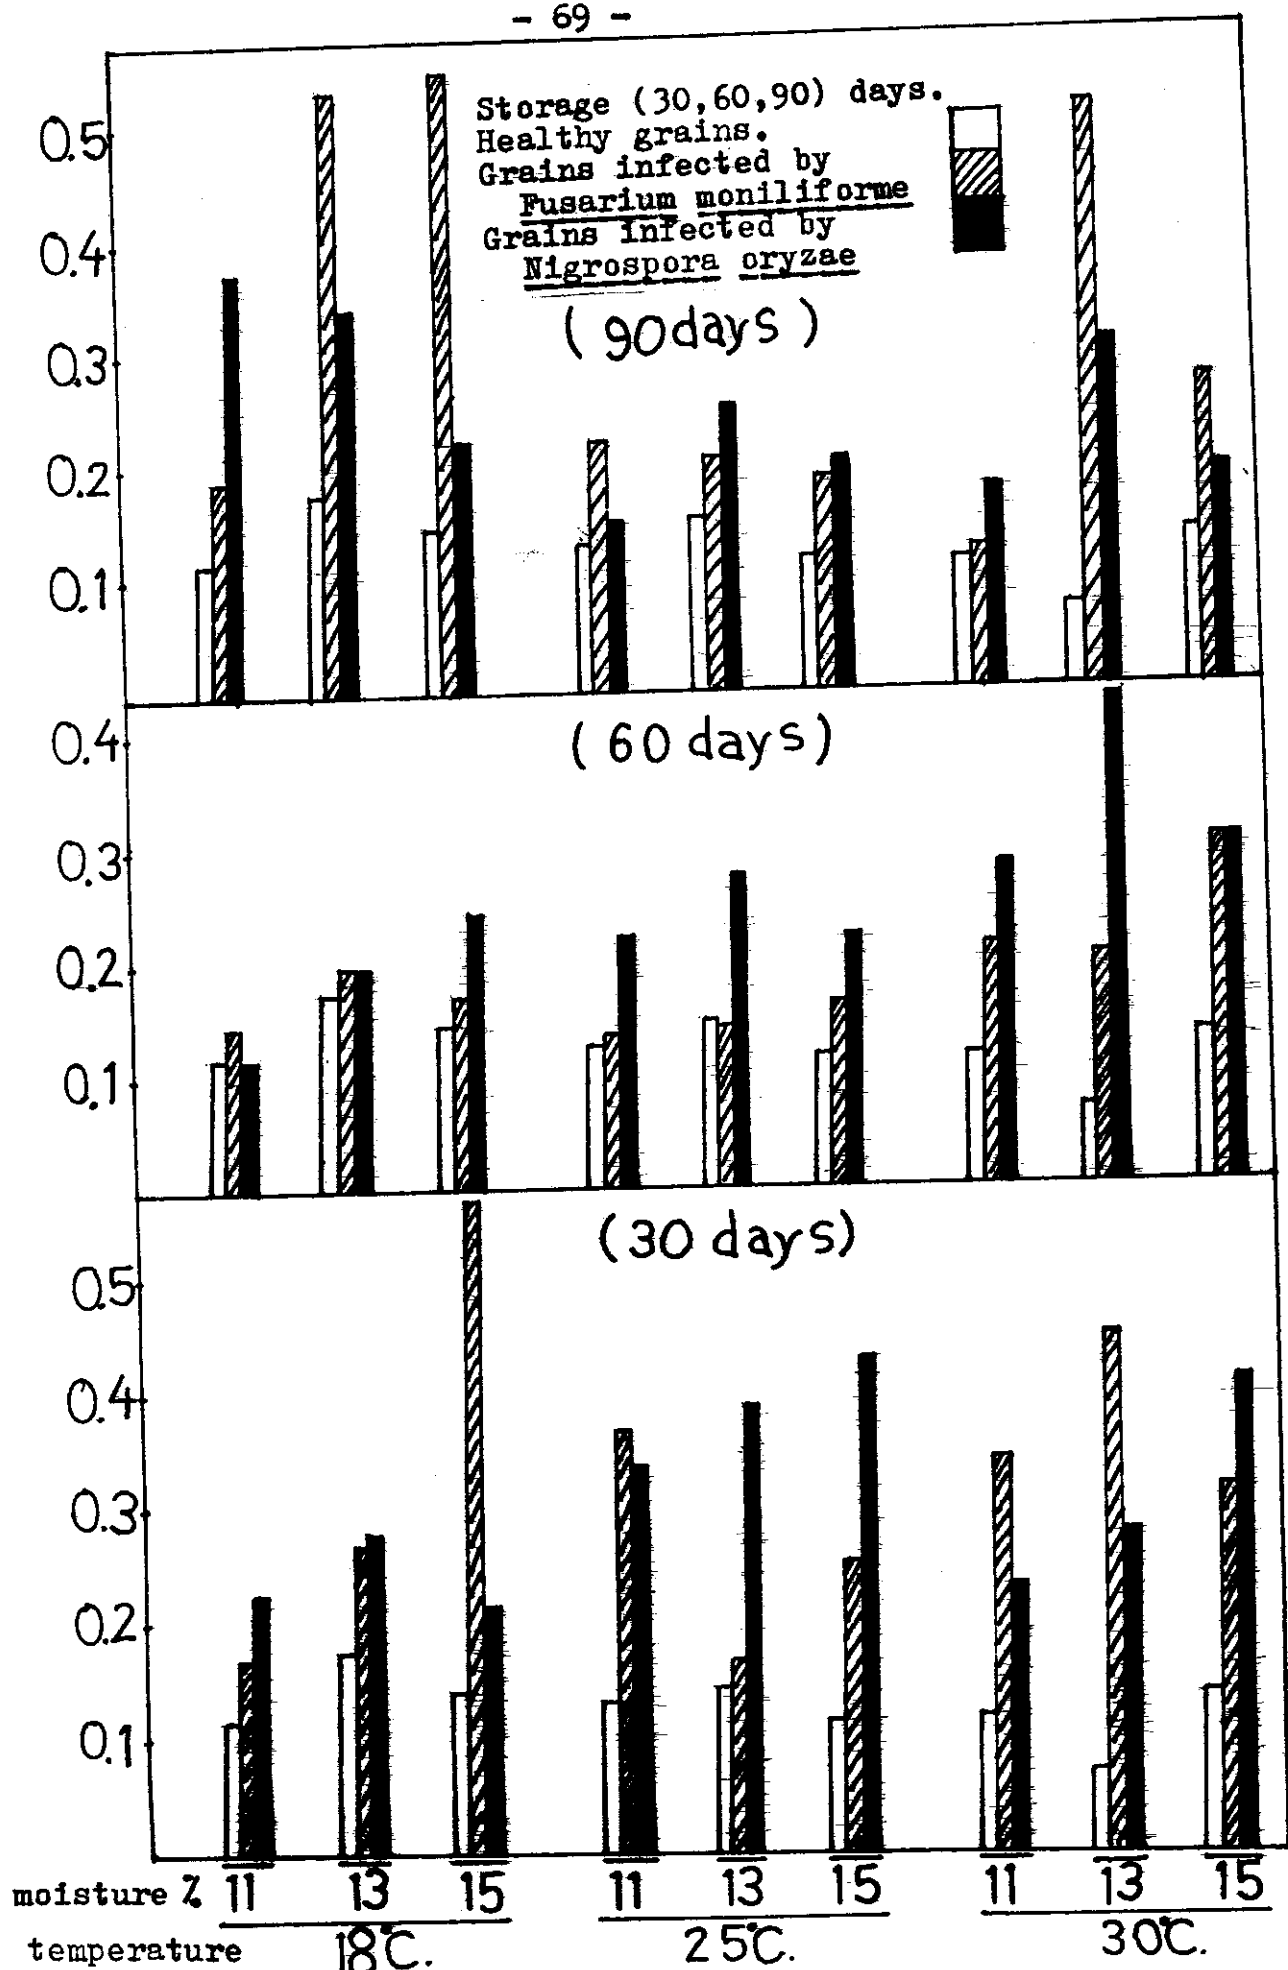 - 69 -
Storage (30,60,90) days.
Healthy grains.
Grains infected by
Fusarium moniliforme
Grains infected by
Nigrospora oryzae
(90days)
0.5
0.4
0.3
0.2
0.1
(60 days)
0.4
0.3
0.2
0.1
(30 days)
0.5
0.4
0.3
0.2
0.1
moisture % 11 13 15 11 13 15 11 13 15
temperature 18°C. 25°C. 30°C.